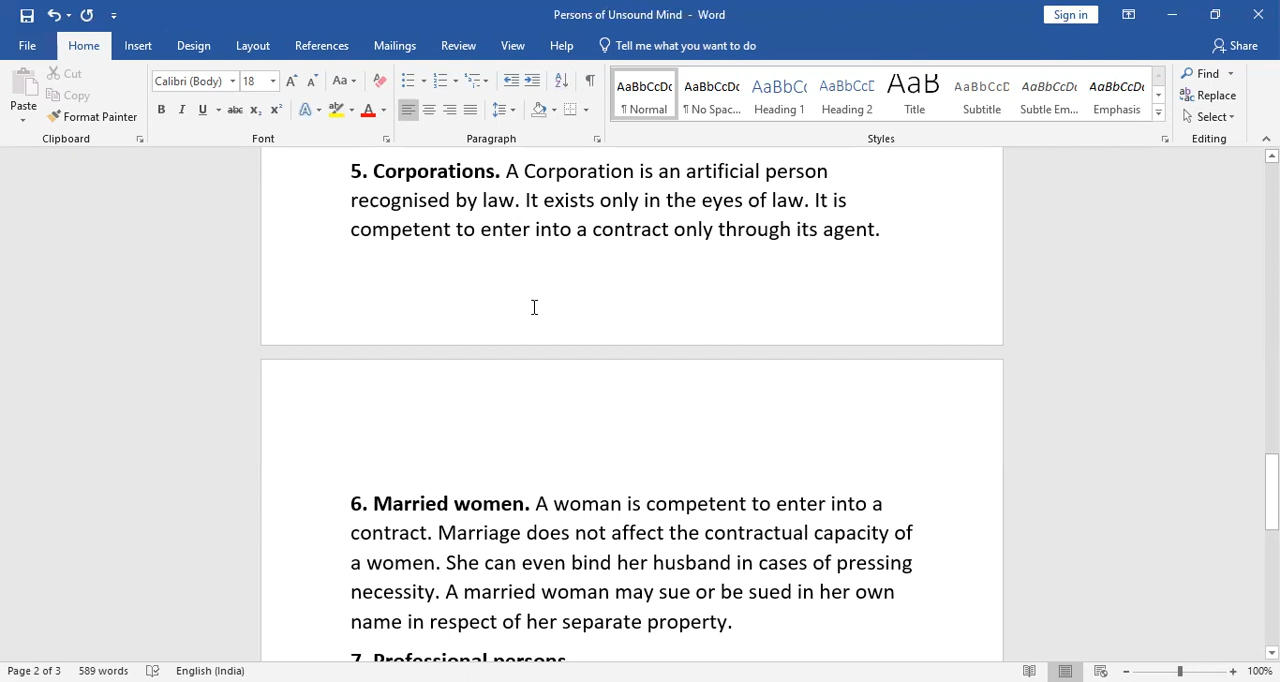 Persons of Unsound Mind - Word
Sign in
File Home Insert Design Layout References Mailings Review View Help Tell me what you want to do Share
Paste
Cut
Copy
Format Painter
Clipboard
Calibri (Body) 18
Font
Paragraph
AaBbCcDc AaBbCcDc AaBbCc AaBbCcD AaB AaBbCcD AaBbCcDc AaBbCcDc
¶ Normal ¶ No Spac... Heading 1 Heading 2 Title Subtitle Subtle Em... Emphasis
Styles
Find
Replace
Select
Editing
5. Corporations. A Corporation is an artificial person
recognised by law. It exists only in the eyes of law. It is
competent to enter into a contract only through its agent.
6. Married women. A woman is competent to enter into a
contract. Marriage does not affect the contractual capacity of
a women. She can even bind her husband in cases of pressing
necessity. A married woman may sue or be sued in her own
name in respect of her separate property.
7. Professional persons.
Page 2 of 3 589 words English (India) 100%